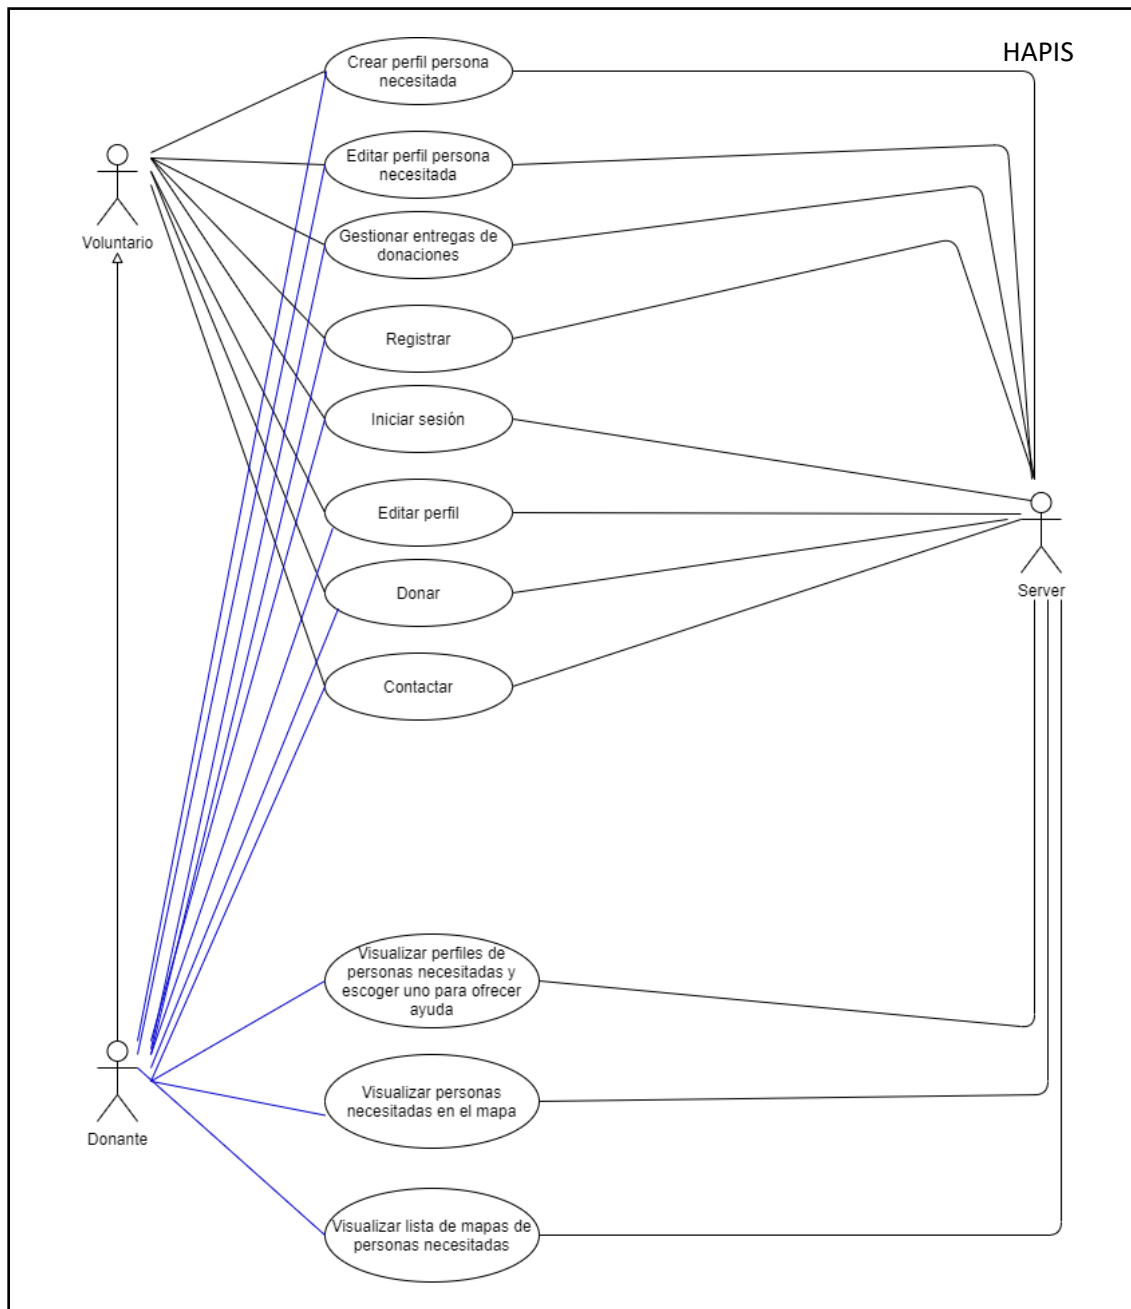 HAPIS
Crear perfil persona
necesitada
Editar perfil persona
necesitada
Voluntario
Gestionar entregas de
donaciones
Registrar
Iniciar sesión
Editar perfil
Donar
Server
Contactar
Visualizar perfiles de
personas necesitadas y
escoger uno para ofrecer
ayuda
Visualizar personas
necesitadas en el mapa
Donante
Visualizar lista de mapas de
personas necesitadas